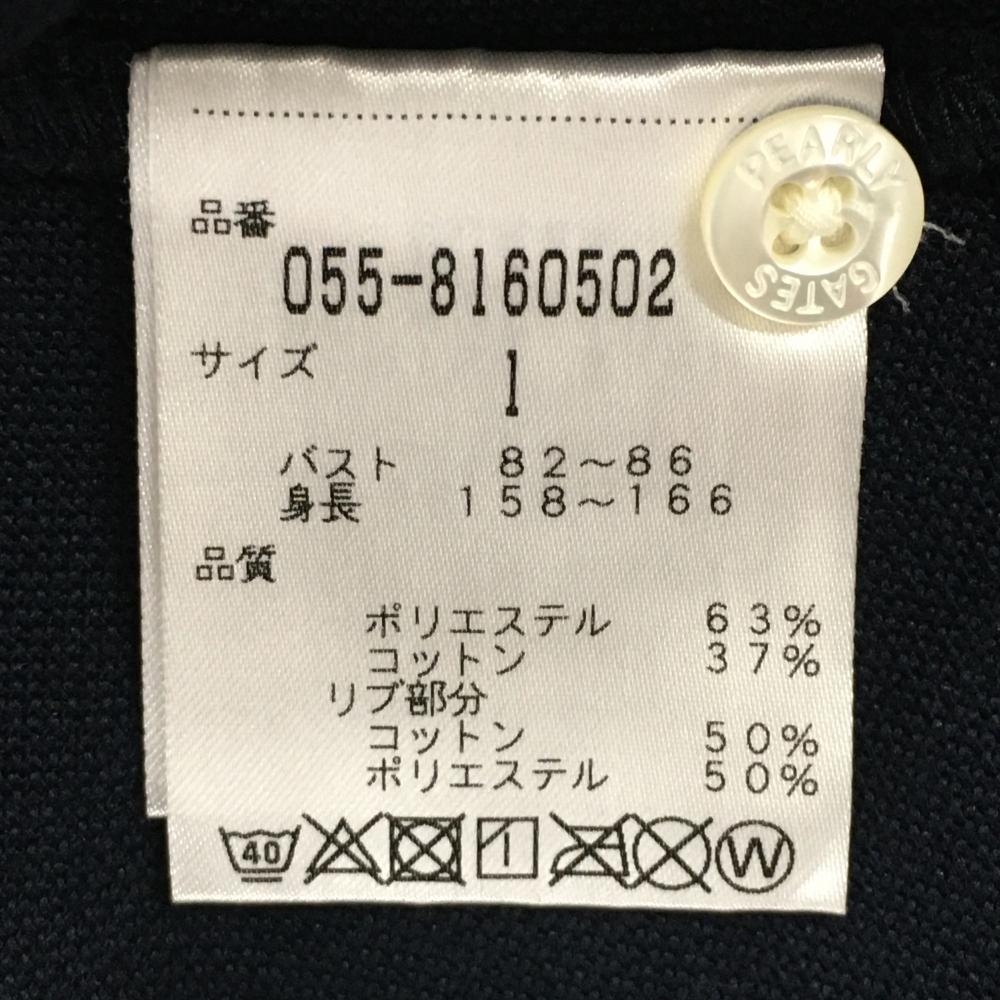 PEARLY
GATES
品番
055-8160502
サイズ
1
バスト 82～86
身長 158～166
品質
ポリエステル 63%
コットン 37%
リブ部分
コットン 50%
ポリエステル 50%
40
W